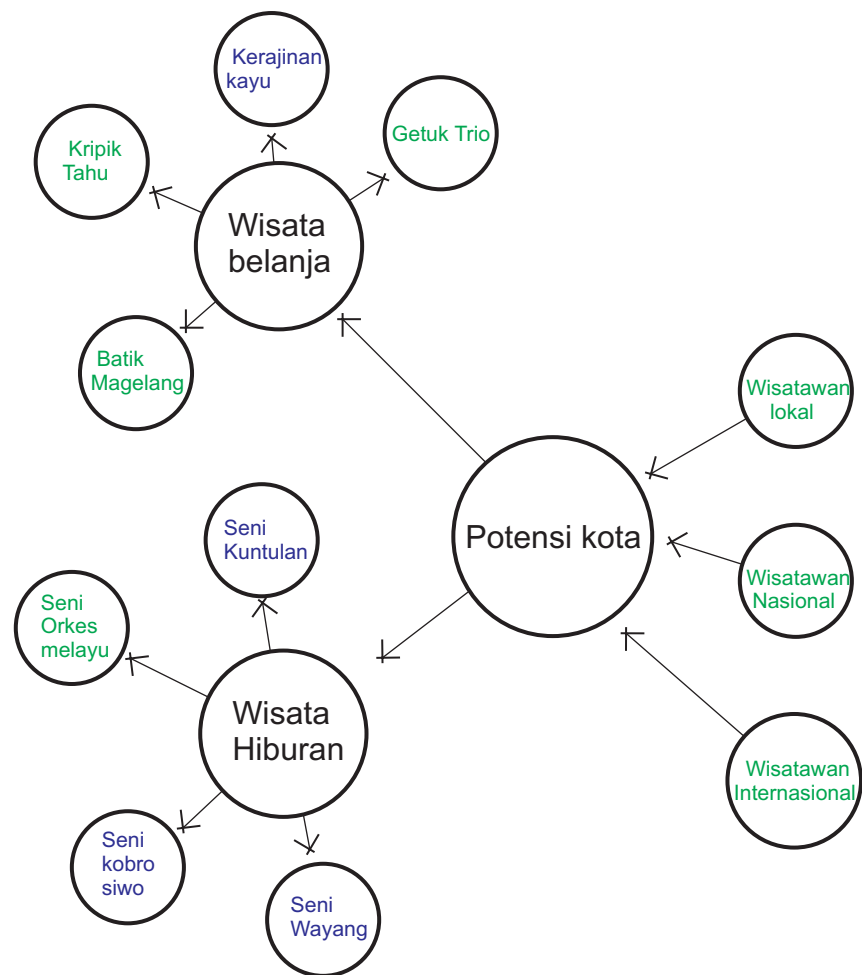 Kerajinan
kayu
Getuk Trio
Kripik
Tahu
Wisata
belanja
Batik
Magelang
Wisatawan
lokal
Potensi kota
Seni
Kuntulan
Wisatawan
Nasional
Seni
Orkes
melayu
Wisata
Hiburan
Wisatawan
Internasional
Seni
kobro
siwo
Seni
Wayang